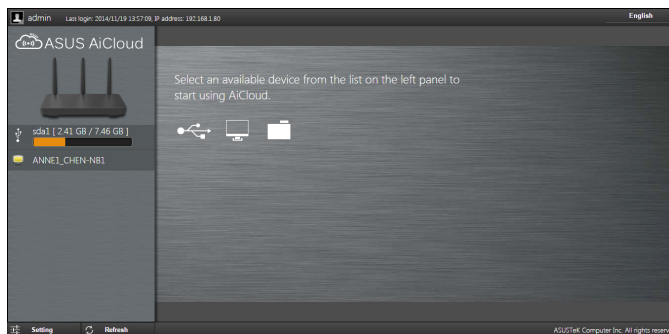 admin Last login: 2014/11/19 13:57:09, IP address: 192.168.1.80 English
ASUS AiCloud
Select an available device from the list on the left panel to
start using AiCloud.
sda1 [ 2.41 GB / 7.46 GB ]
ANNE1_CHEN-NB1
Setting Refresh ASUSTeK Computer Inc. All rights reserv